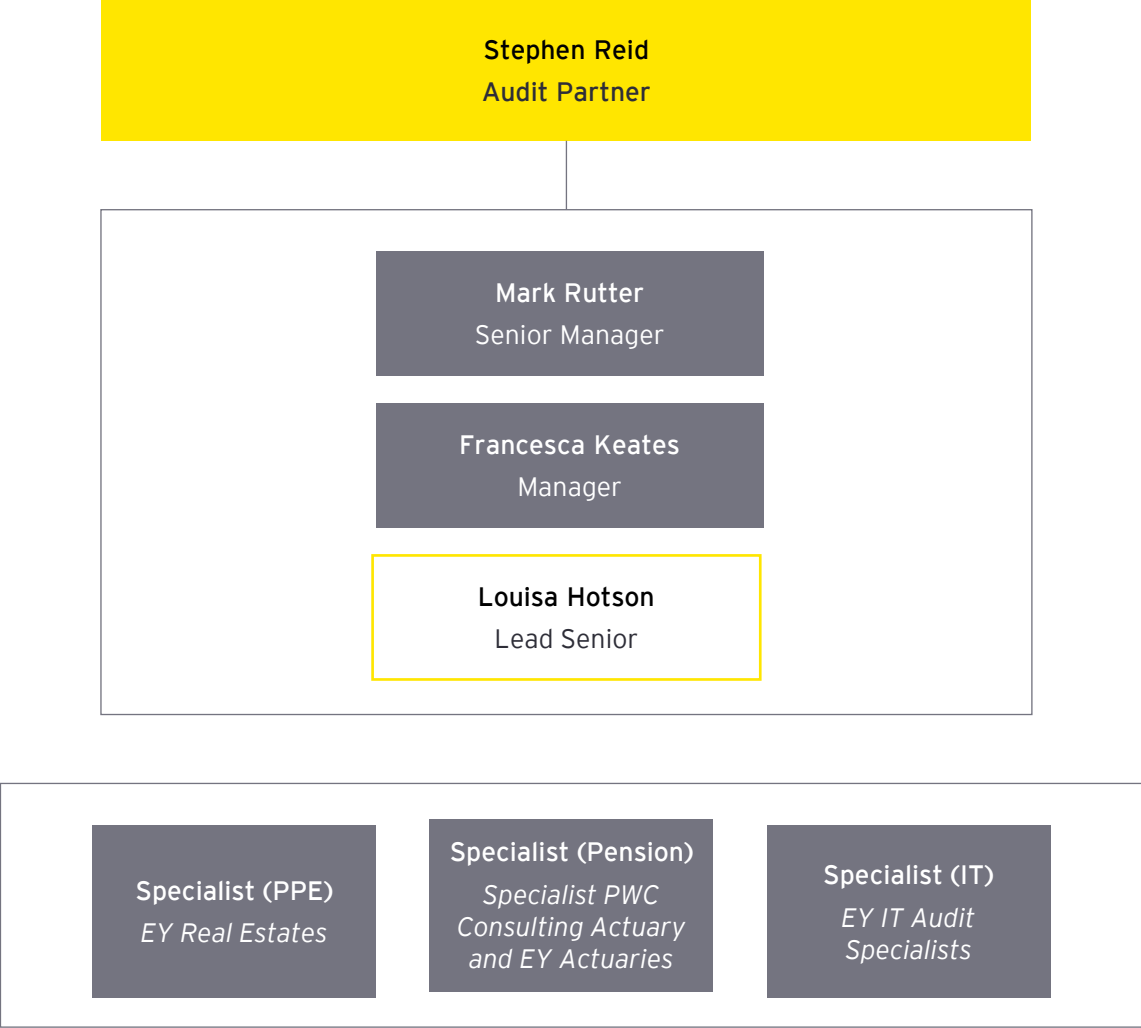 Stephen Reid
Audit Partner
Mark Rutter
Senior Manager
Francesca Keates
Manager
Louisa Hotson
Lead Senior
Specialist (PPE)
EY Real Estates
Specialist (Pension)
Specialist PWC
Consulting Actuary
and EY Actuaries
Specialist (IT)
EY IT Audit
Specialists